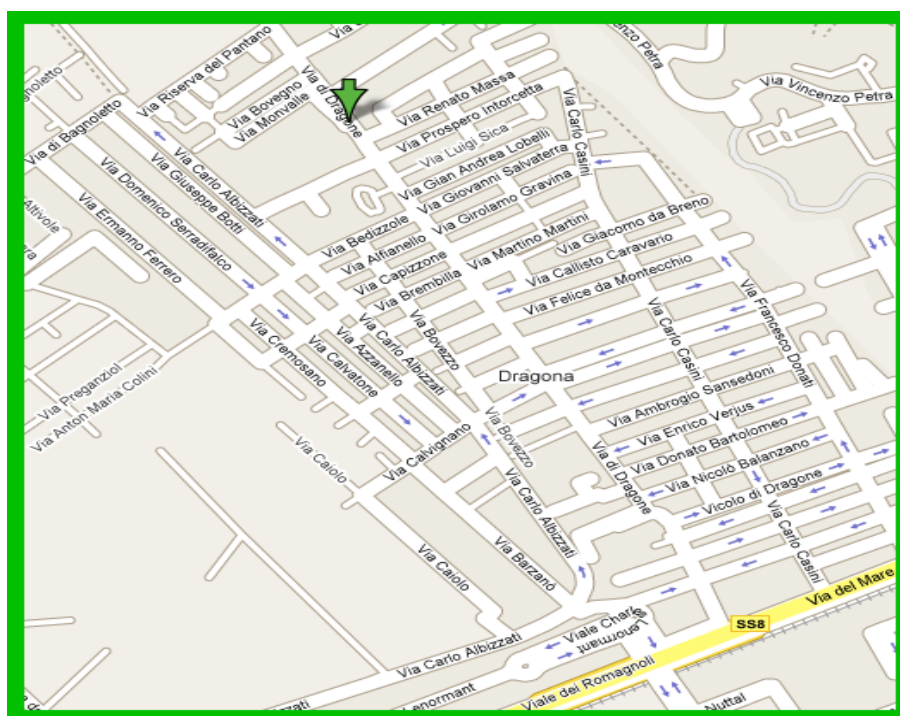 Via Riserva del Pantano
Via di Dragone
Via Vincenzo Petra
Via Bovegno
Via Monvalle
Via Renato Massa
Via Prospero Intorcetta
Via Luigi Sica
Via Carlo Casini
Via di Bagnoletto
Via Carlo Albizzati
Via Giuseppe Botti
Via Domenico Serradifalco
Via Ermanno Ferrero
Via Gian Andrea Lobelli
Via Giovanni Salvaterra
Via Girolamo Gravina
Via Bedizzole
Via Alfianello
Via Capizzone
Via Brembilla
Via Martino Martini
Via Giacomo da Breno
Via Callisto Caravario
Via Felice da Montecchio
Via Bovezzo
Via Carlo Casini
Via Francesco Donati
Via Cremosano
Via Calvatone
Via Azzanello
Via Carlo Albizzati
Via Preganziol
Via Anton Maria Colini
Dragona
Via Ambrogio Sansedoni
Via Enrico Verjus
Via Donato Bartolomeo
Via Nicolò Balanzano
Vicolo di Dragone
Via di Dragone
Via Bovezzo
Via Caiolo
Via Calvignano
Via Carlo Albizzati
Via Carlo Casini
Via Caiolo
Via Barzanò
Via del Mare
SS8
Viale Charles
Lenormant
Via Carlo Albizzati
Viale dei Romagnoli
Lenormant
Nuttal